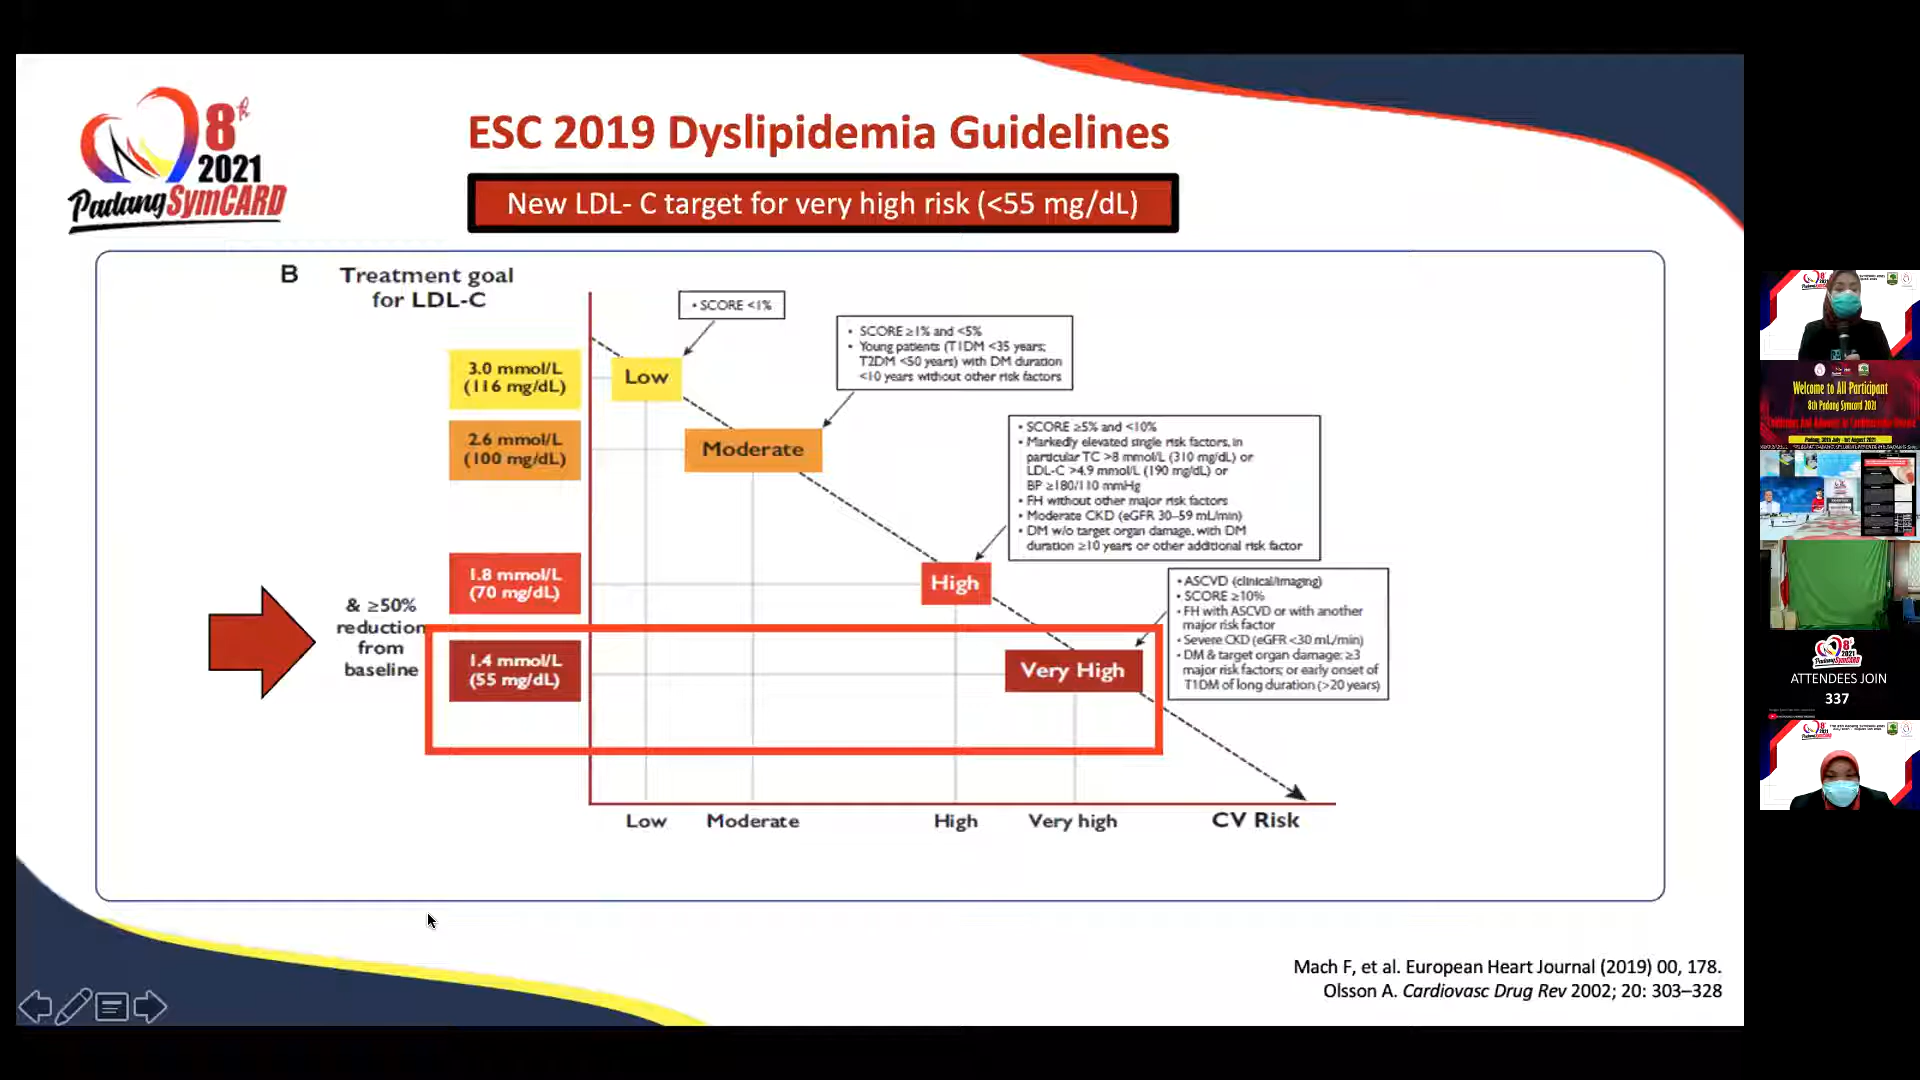 8th
2021
Padang SymCARD
ESC 2019 Dyslipidemia Guidelines
New LDL- C target for very high risk (<55 mg/dL)
B
Treatment goal
for LDL-C
3.0 mmol/L
(116 mg/dL)
2.6 mmol/L
(100 mg/dL)
1.8 mmol/L
(70 mg/dL)
1.4 mmol/L
(55 mg/dL)
& ≥50%
reduction
from
baseline
Low
Moderate
High
Very High
• SCORE <1%
• SCORE ≥1% and <5%
• Young patients (T1DM <35 years;
T2DM <50 years) with DM duration
<10 years without other risk factors
• SCORE ≥5% and <10%
• Markedly elevated single risk factors, in
particular TC >8 mmol/L (310 mg/dL) or
LDL-C >4.9 mmol/L (190 mg/dL) or
BP ≥180/110 mmHg
• FH without other major risk factors
• Moderate CKD (eGFR 30–59 mL/min)
• DM w/o target organ damage, with DM
duration ≥10 years or other additional risk factor
• ASCVD (clinical/imaging)
• SCORE ≥10%
• FH with ASCVD or with another
major risk factor
• Severe CKD (eGFR <30 mL/min)
• DM & target organ damage: ≥3
major risk factors; or early onset of
T1DM of long duration (>20 years)
Low
Moderate
High
Very high
CV Risk
Mach F, et al. European Heart Journal (2019) 00, 178.
Olsson A. Cardiovasc Drug Rev 2002; 20: 303–328
Welcome to All Participant
8th Padang Symcard 2021
Padang, 30th July - 1st August 2021
8th
2021
Padang SymCARD
ATTENDEES JOIN
337